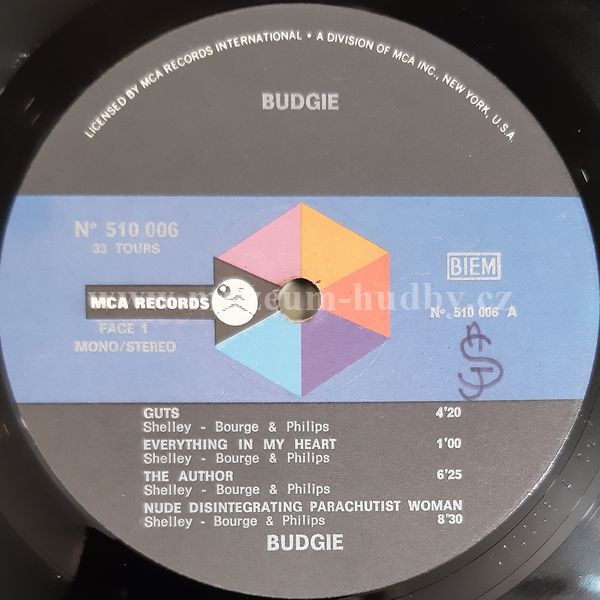 LICENSED BY MCA RECORDS INTERNATIONAL • A DIVISION OF MCA INC., NEW YORK, U.S.A.
BUDGIE
Nº 510 006
33 TOURS
BIEM
MCA RECORDS
Nº 510 006 A
FACE 1
MONO/STEREO
GUTS 4'20
Shelley - Bourge & Philips
EVERYTHING IN MY HEART 1'00
Shelley - Bourge & Philips
THE AUTHOR 6'25
Shelley - Bourge & Philips
NUDE DISINTEGRATING PARACHUTIST WOMAN
Shelley - Bourge & Philips 8'30
BUDGIE